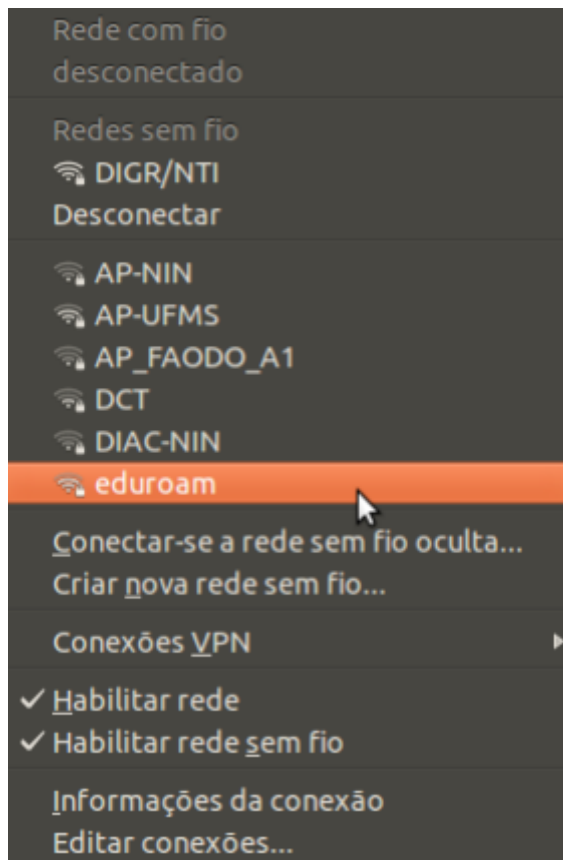 Rede com fio
desconectado
Redes sem fio
DIGR/NTI
Desconectar
AP-NIN
AP-UFMS
AP_FAODO_A1
DCT
DIAC-NIN
eduroam
Conectar-se a rede sem fio oculta...
Criar nova rede sem fio...
Conexões VPN
Habilitar rede
Habilitar rede sem fio
Informações da conexão
Editar conexões...